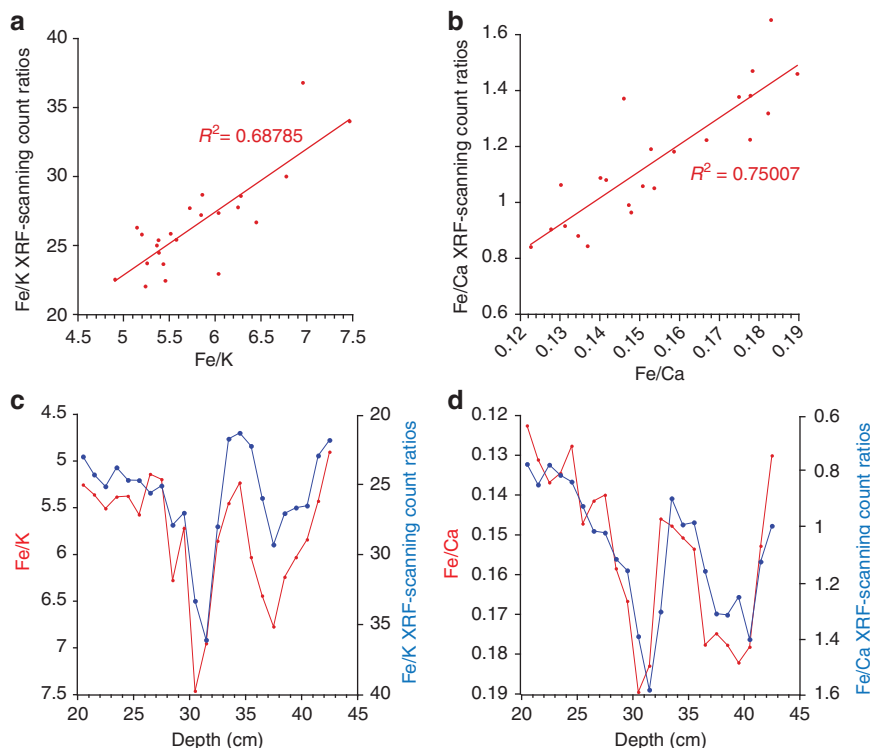 a
40
35
30
25
20
Fe/K XRF-scanning count ratios
R² = 0.68785
4.5 5 5.5 6 6.5 7 7.5
Fe/K
b
1.6
1.4
1.2
1
0.8
0.6
Fe/Ca XRF-scanning count ratios
R² = 0.75007
0.12 0.13 0.14 0.15 0.16 0.17 0.18 0.19
Fe/Ca
c
4.5
5
5.5
6
6.5
7
7.5
Fe/K
20
25
30
35
40
Fe/K XRF-scanning count ratios
20 25 30 35 40 45
Depth (cm)
d
0.12
0.13
0.14
0.15
0.16
0.17
0.18
0.19
Fe/Ca
0.6
0.8
1
1.2
1.4
1.6
Fe/Ca XRF-scanning count ratios
20 25 30 35 40 45
Depth (cm)